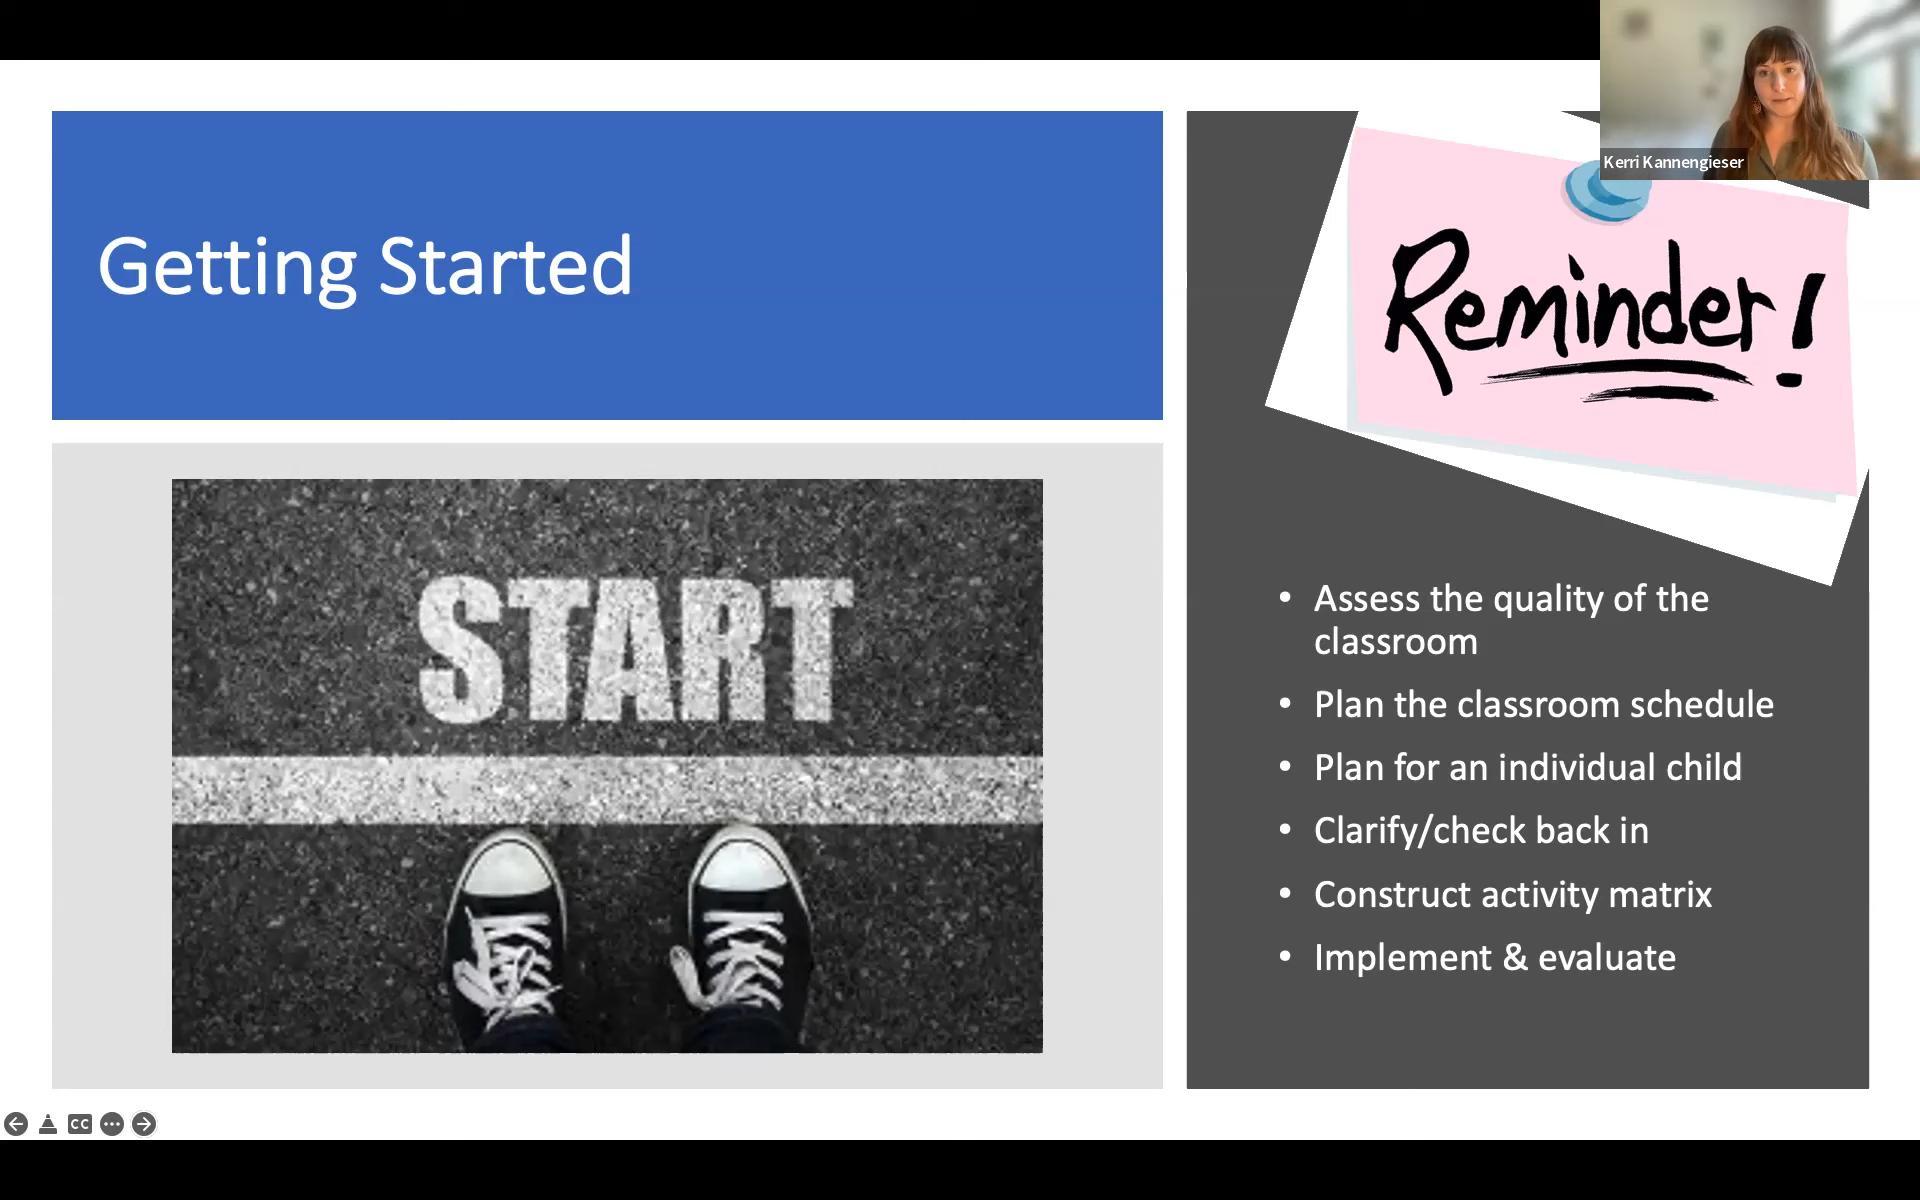 Kerri Kannengieser
Getting Started
Reminder!
START
• Assess the quality of the
classroom
• Plan the classroom schedule
• Plan for an individual child
• Clarify/check back in
• Construct activity matrix
• Implement & evaluate
CC